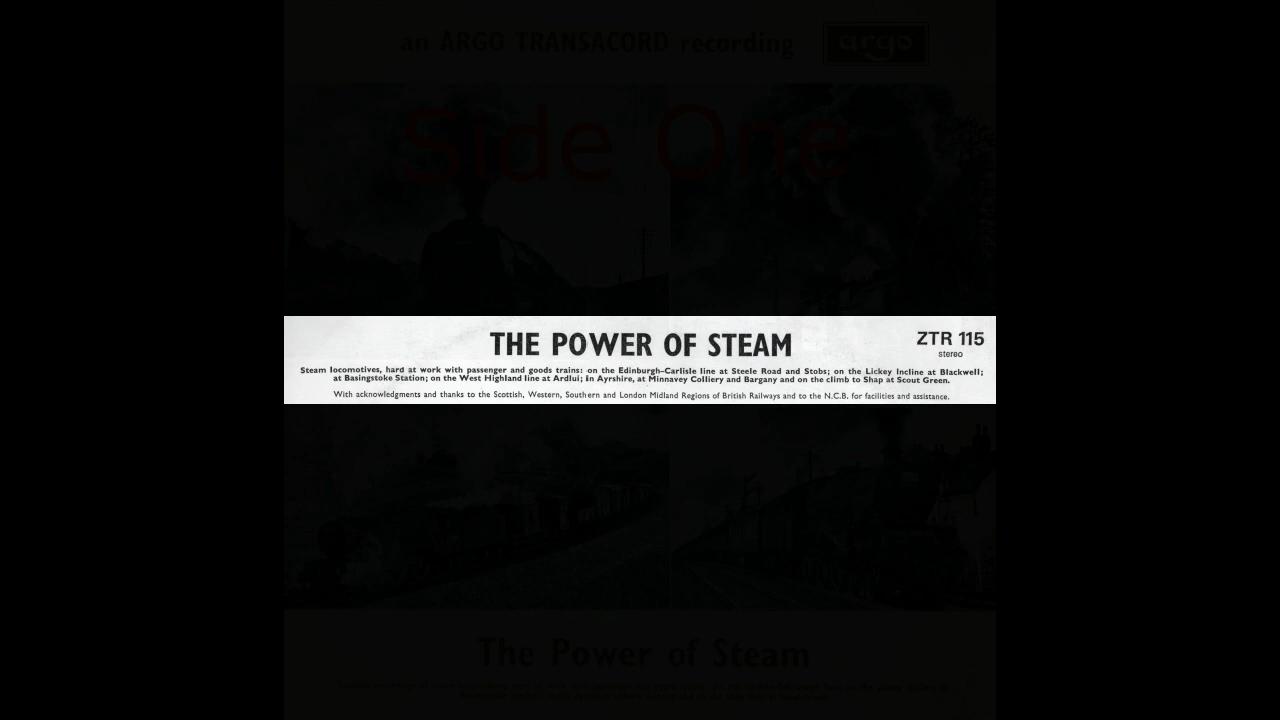 an ARGO TRANSACORD recording argo
Side One
THE POWER OF STEAM
ZTR 115
stereo
Steam locomotives, hard at work with passenger and goods trains: on the Edinburgh-Carlisle line at Steele Road and Stobs; on the Lickey Incline at Blackwell;
at Basingstoke Station; on the West Highland line at Ardlui; in Ayrshire, at Minnavey Colliery and Bargany and on the climb to Shap at Scout Green.
With acknowledgments and thanks to the Scottish, Western, Southern and London Midland Regions of British Railways and to the N.C.B. for facilities and assistance.
The Power of Steam